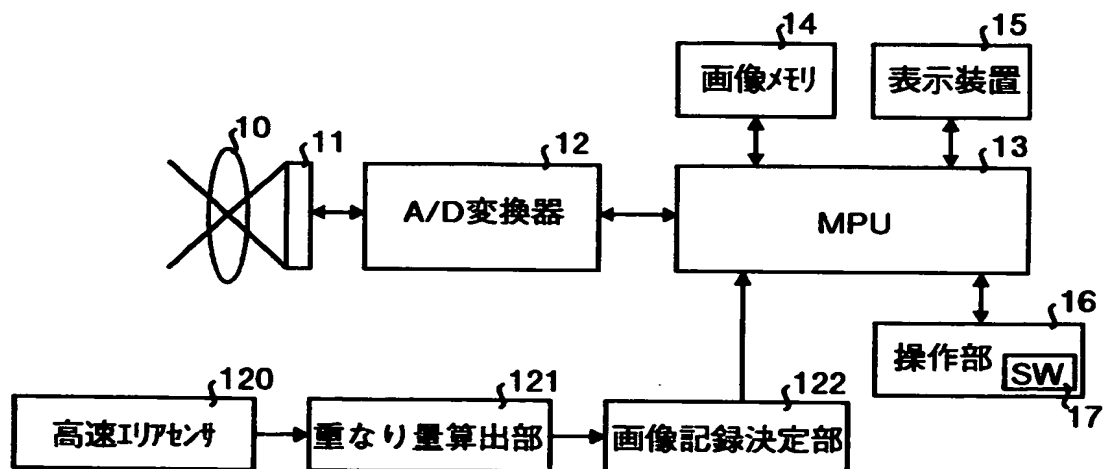 14
15
画像メモリ
表示装置
10
11
12
13
A/D変換器
MPU
16
操作部
SW
17
120
121
122
高速エリアセンサ
重なり量算出部
画像記録決定部